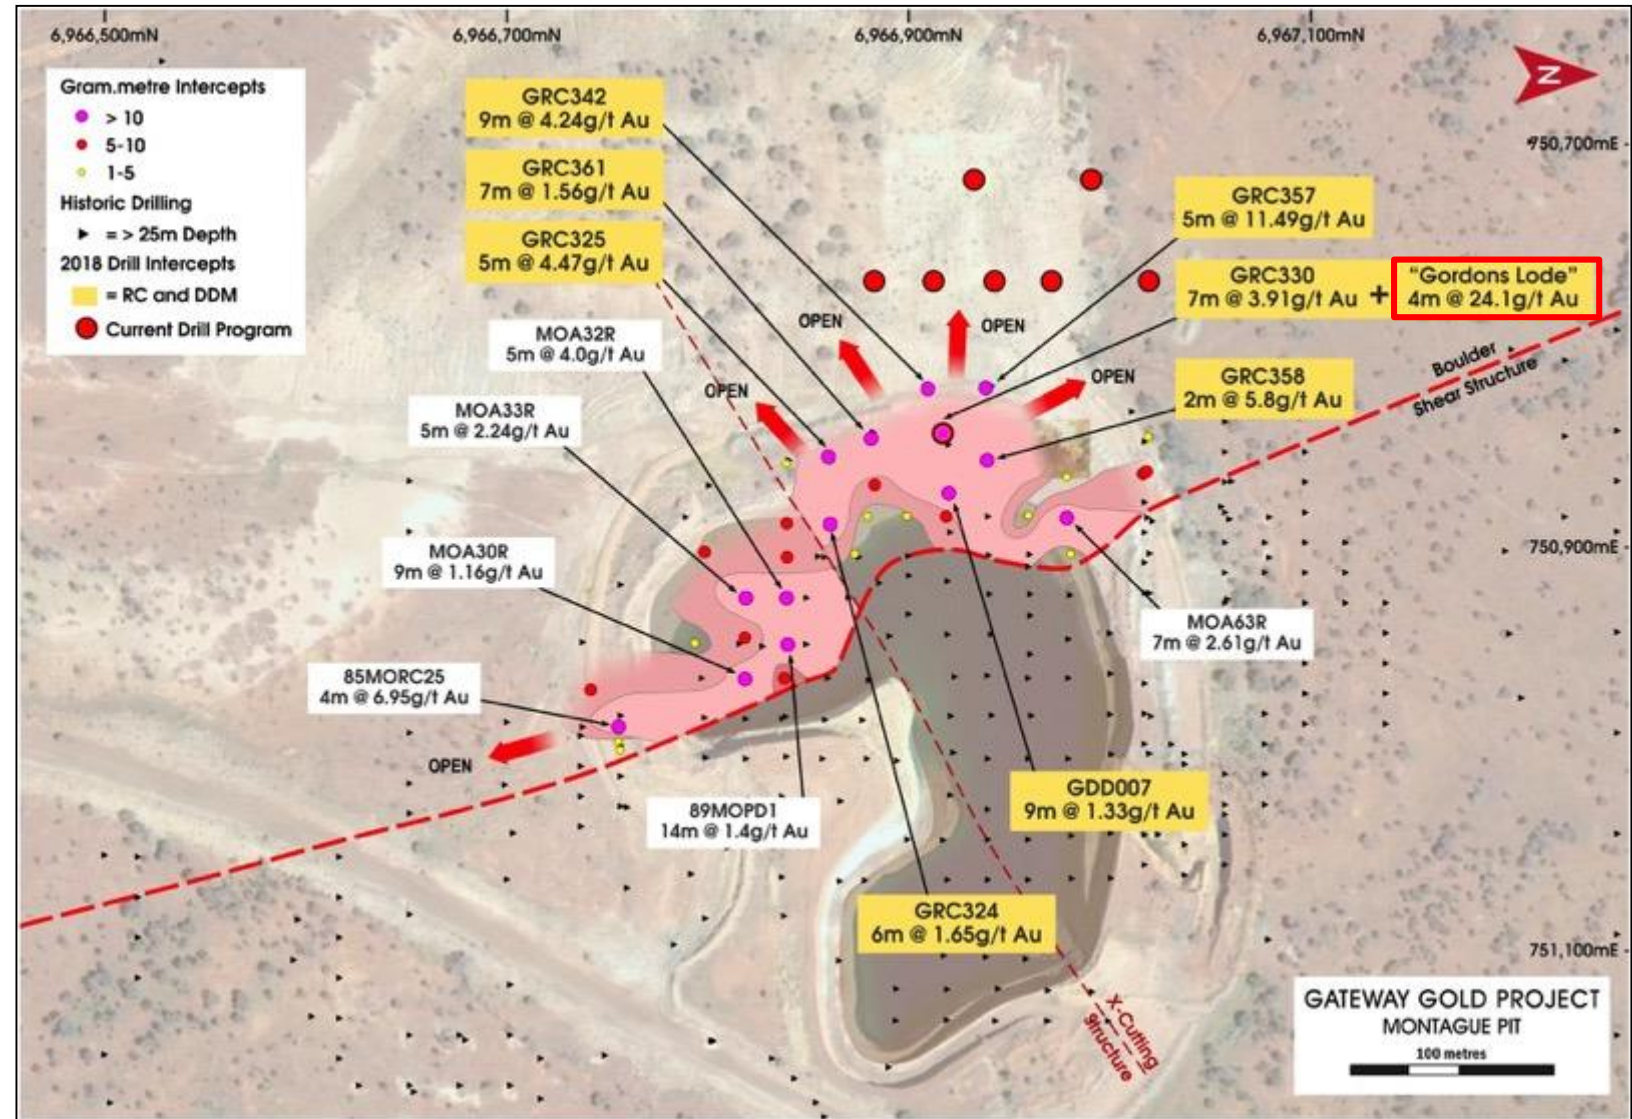 6,966,500mN
6,966,700mN
6,966,900mN
6,967,100mN
Gram.metre Intercepts
> 10
5-10
1-5
Historic Drilling
= > 25m Depth
2018 Drill Intercepts
= RC and DDM
Current Drill Program
N
750,700mE
750,900mE
751,100mE
GRC342
9m @ 4.24g/t Au
GRC361
7m @ 1.56g/t Au
GRC325
5m @ 4.47g/t Au
MOA32R
5m @ 4.0g/t Au
MOA33R
5m @ 2.24g/t Au
MOA30R
9m @ 1.16g/t Au
85MORC25
4m @ 6.95g/t Au
OPEN
OPEN
OPEN
OPEN
OPEN
GRC357
5m @ 11.49g/t Au
GRC330
7m @ 3.91g/t Au +
"Gordons Lode"
4m @ 24.1g/t Au
GRC358
2m @ 5.8g/t Au
Boulder
Shear Structure
MOA63R
7m @ 2.61g/t Au
GDD007
9m @ 1.33g/t Au
89MOPD1
14m @ 1.4g/t Au
GRC324
6m @ 1.65g/t Au
X-Cutting
Structure
GATEWAY GOLD PROJECT
MONTAGUE PIT
100 metres